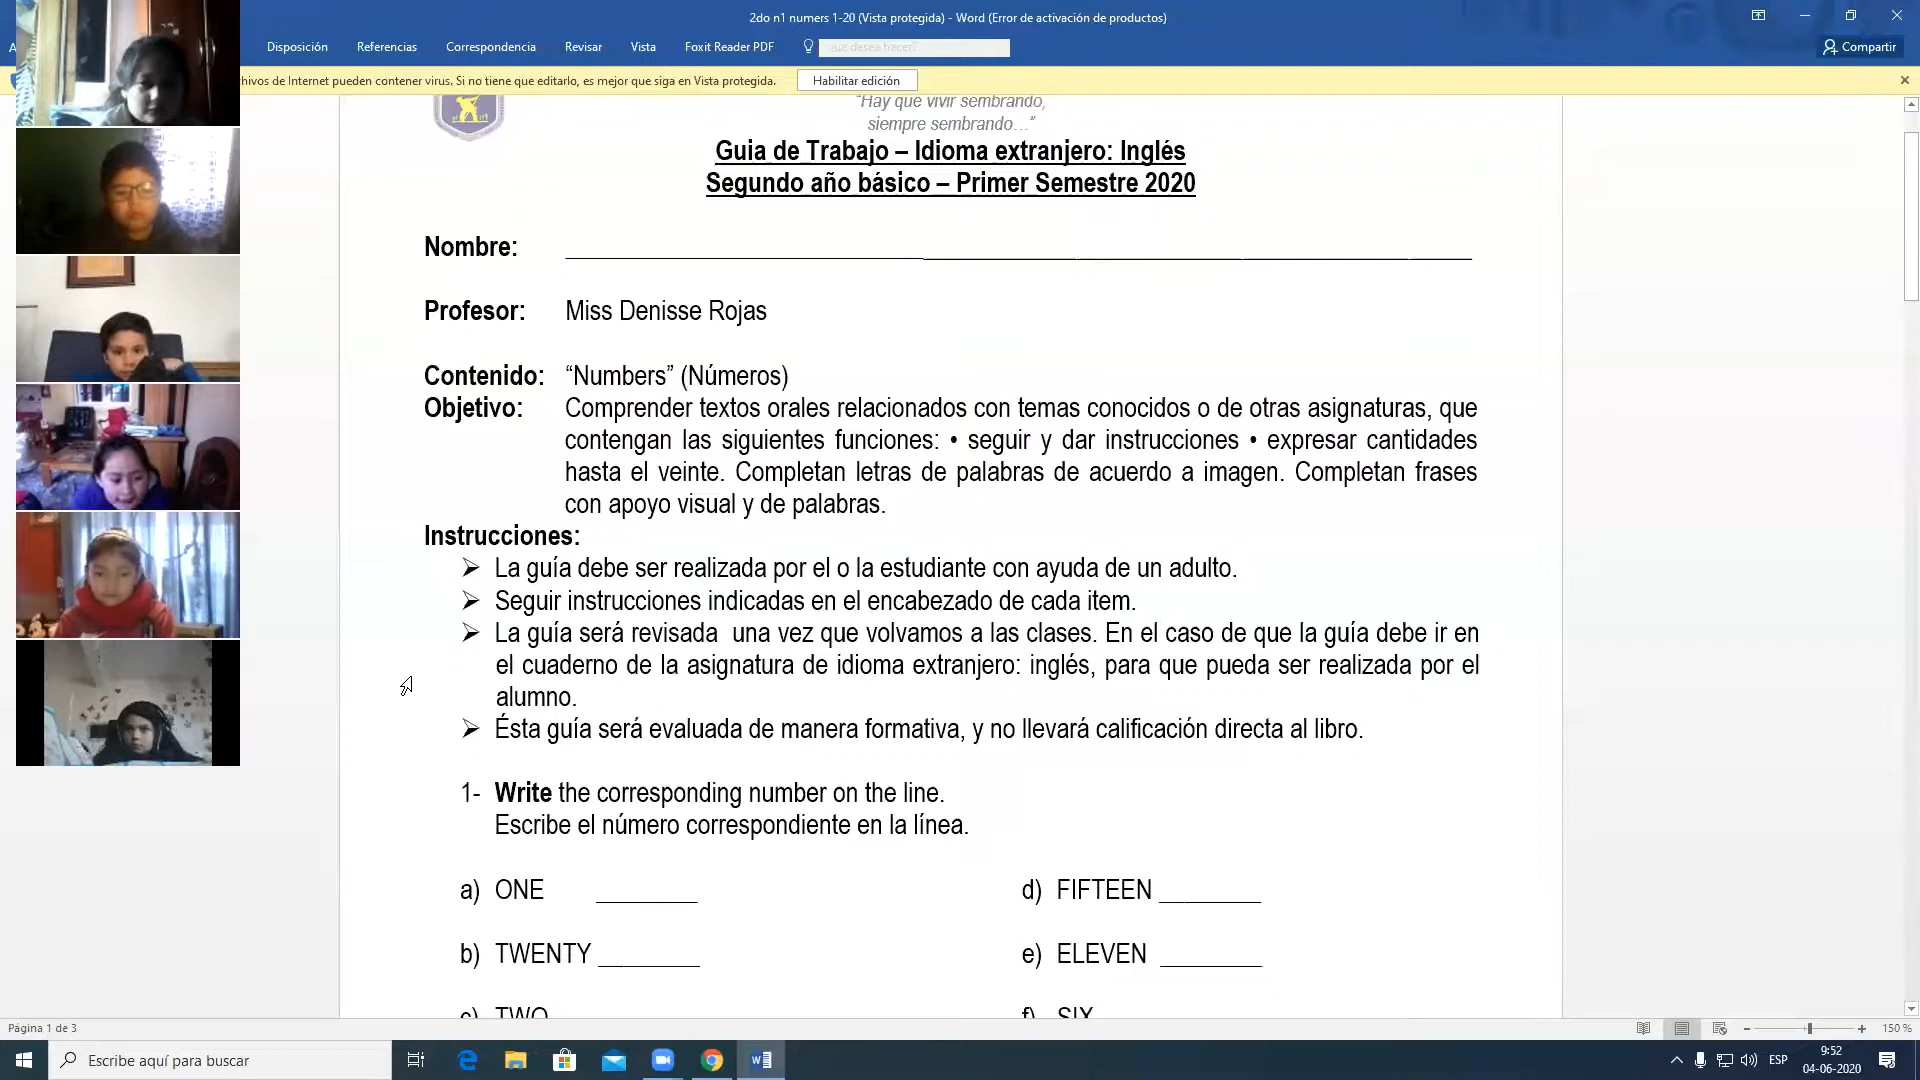 2do n1 numers 1-20 (Vista protegida) - Word (Error de activación de productos)
Disposición Referencias Correspondencia Revisar Vista Foxit Reader PDF ¿qué desea hacer? Compartir
hivos de Internet pueden contener virus. Si no tiene que editarlo, es mejor que siga en Vista protegida. Habilitar edición
"Hay que vivir sembrando,
siempre sembrando..."
Guia de Trabajo – Idioma extranjero: Inglés
Segundo año básico – Primer Semestre 2020
Nombre:
Profesor: Miss Denisse Rojas
Contenido: “Numbers” (Números)
Objetivo: Comprender textos orales relacionados con temas conocidos o de otras asignaturas, que
contengan las siguientes funciones: • seguir y dar instrucciones • expresar cantidades
hasta el veinte. Completan letras de palabras de acuerdo a imagen. Completan frases
con apoyo visual y de palabras.
Instrucciones:
➢ La guía debe ser realizada por el o la estudiante con ayuda de un adulto.
➢ Seguir instrucciones indicadas en el encabezado de cada item.
➢ La guía será revisada una vez que volvamos a las clases. En el caso de que la guía debe ir en
el cuaderno de la asignatura de idioma extranjero: inglés, para que pueda ser realizada por el
alumno.
➢ Ésta guía será evaluada de manera formativa, y no llevará calificación directa al libro.
1- Write the corresponding number on the line.
Escribe el número correspondiente en la línea.
a) ONE ________ d) FIFTEEN ________
b) TWENTY ________ e) ELEVEN ________
c) TWO f) SIX
Página 1 de 3 150 %
Escribe aquí para buscar ESP 9:52
04-06-2020